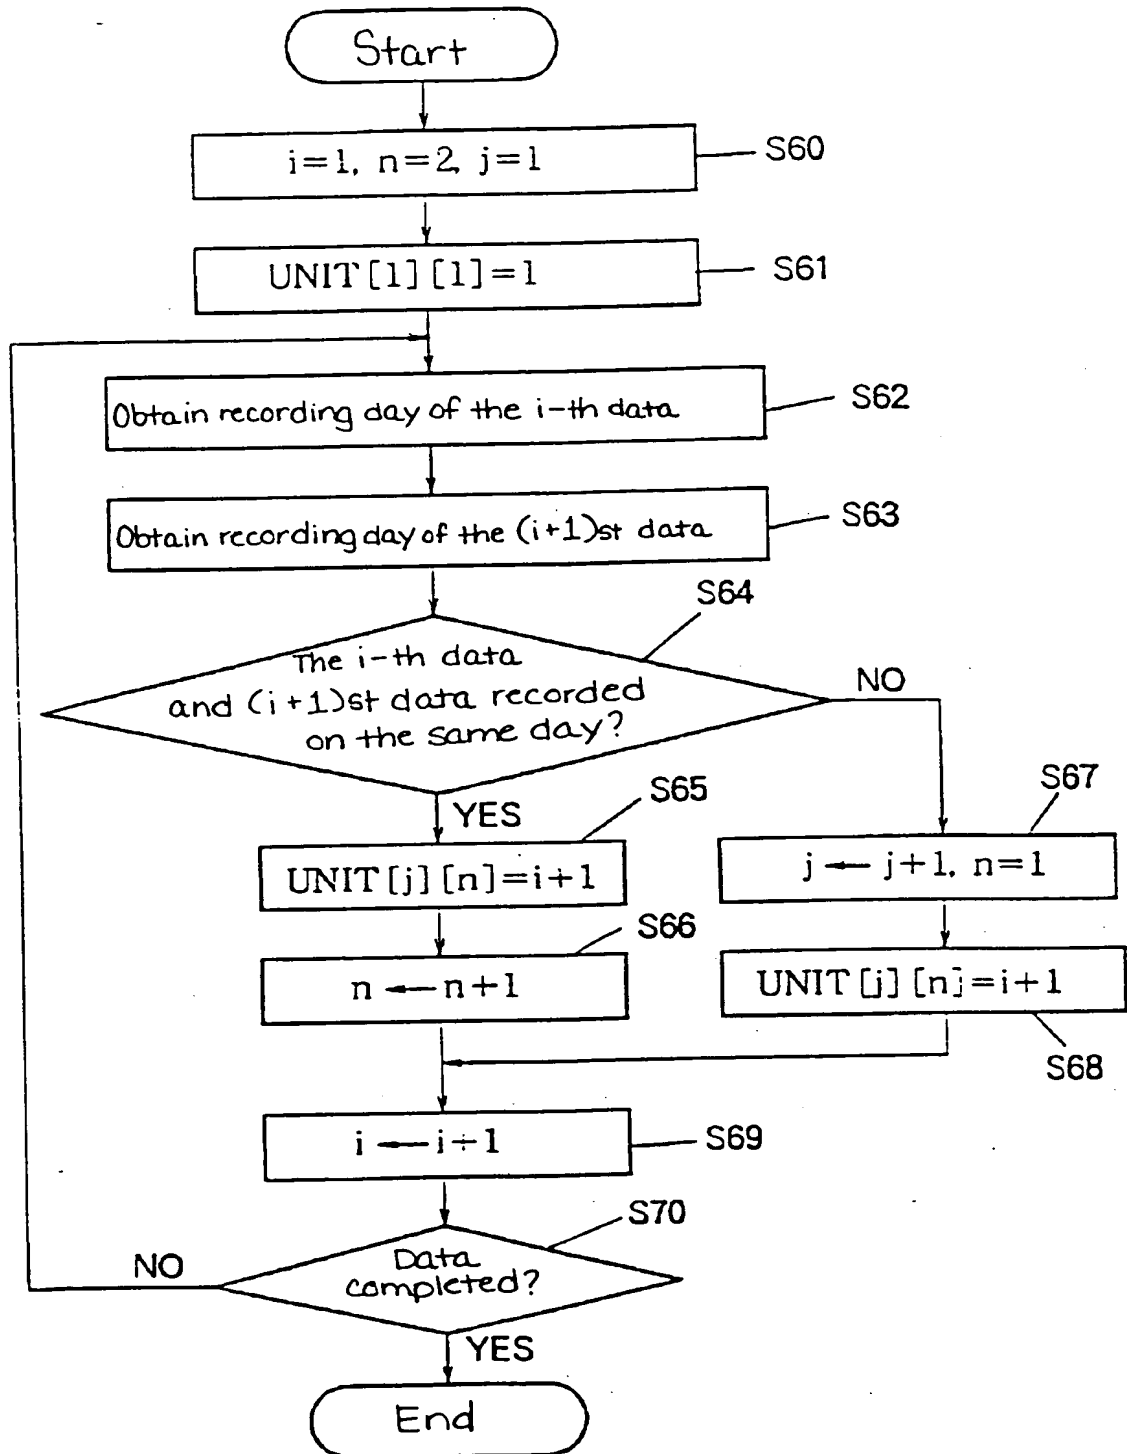 Start
i=1, n=2, j=1
S60
UNIT[1][1]=1
S61
Obtain recording day of the i-th data
S62
Obtain recording day of the (i+1)st data
S63
S64
The i-th data
and (i+1)st data recorded
on the same day?
NO
YES
S65
UNIT[j][n]=i+1
S67
j ← j+1, n=1
S66
n ← n+1
UNIT[j][n]=i+1
S68
i ← i+1
S69
S70
Data
completed?
NO
YES
End